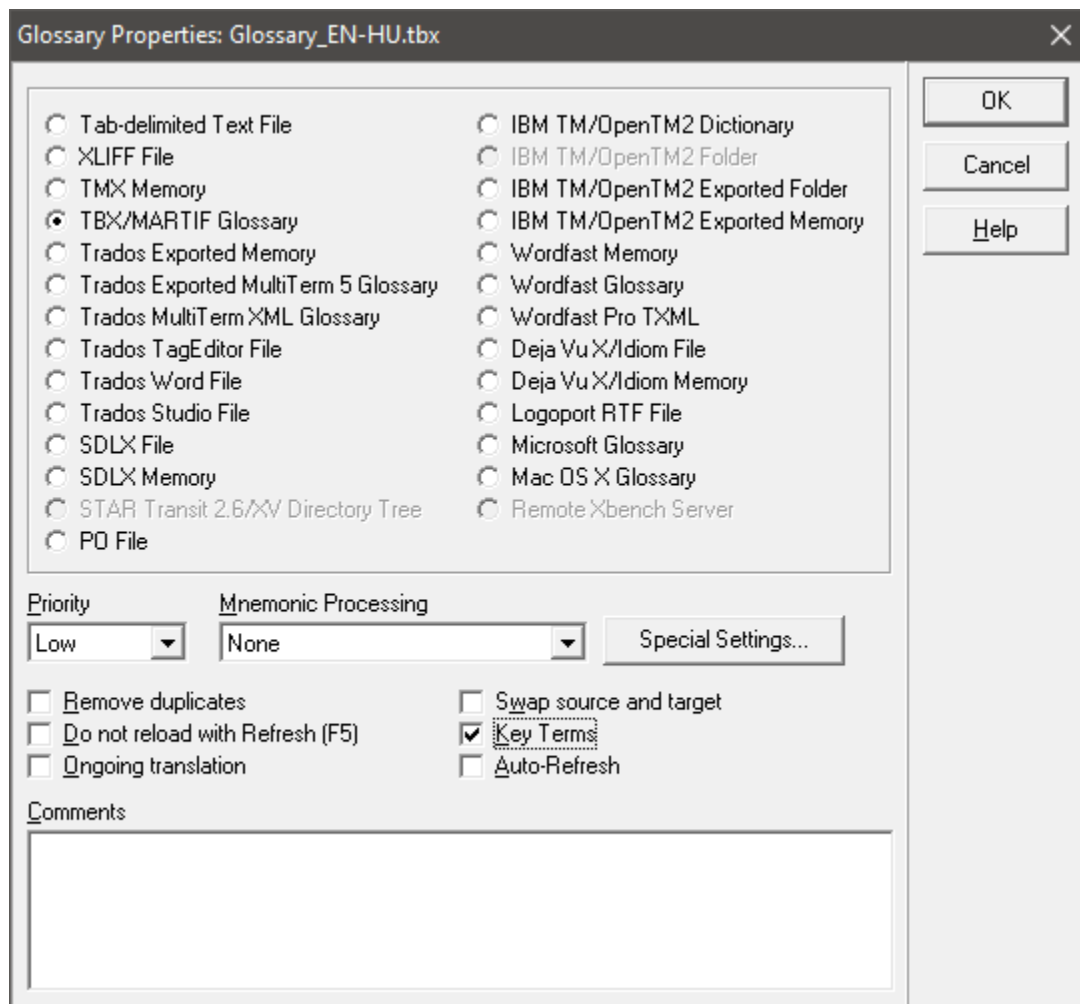 Glossary Properties: Glossary_EN-HU.tbx
Tab-delimited Text File
XLIFF File
TMX Memory
TBX/MARTIF Glossary
Trados Exported Memory
Trados Exported MultiTerm 5 Glossary
Trados MultiTerm XML Glossary
Trados TagEditor File
Trados Word File
Trados Studio File
SDLX File
SDLX Memory
STAR Transit 2.6/XV Directory Tree
PO File
IBM TM/OpenTM2 Dictionary
IBM TM/OpenTM2 Folder
IBM TM/OpenTM2 Exported Folder
IBM TM/OpenTM2 Exported Memory
Wordfast Memory
Wordfast Glossary
Wordfast Pro TXML
Deja Vu X/Idiom File
Deja Vu X/Idiom Memory
Logoport RTF File
Microsoft Glossary
Mac OS X Glossary
Remote Xbench Server
OK
Cancel
Help
Priority
Low
Mnemonic Processing
None
Special Settings...
Remove duplicates
Do not reload with Refresh (F5)
Ongoing translation
Swap source and target
Key Terms
Auto-Refresh
Comments